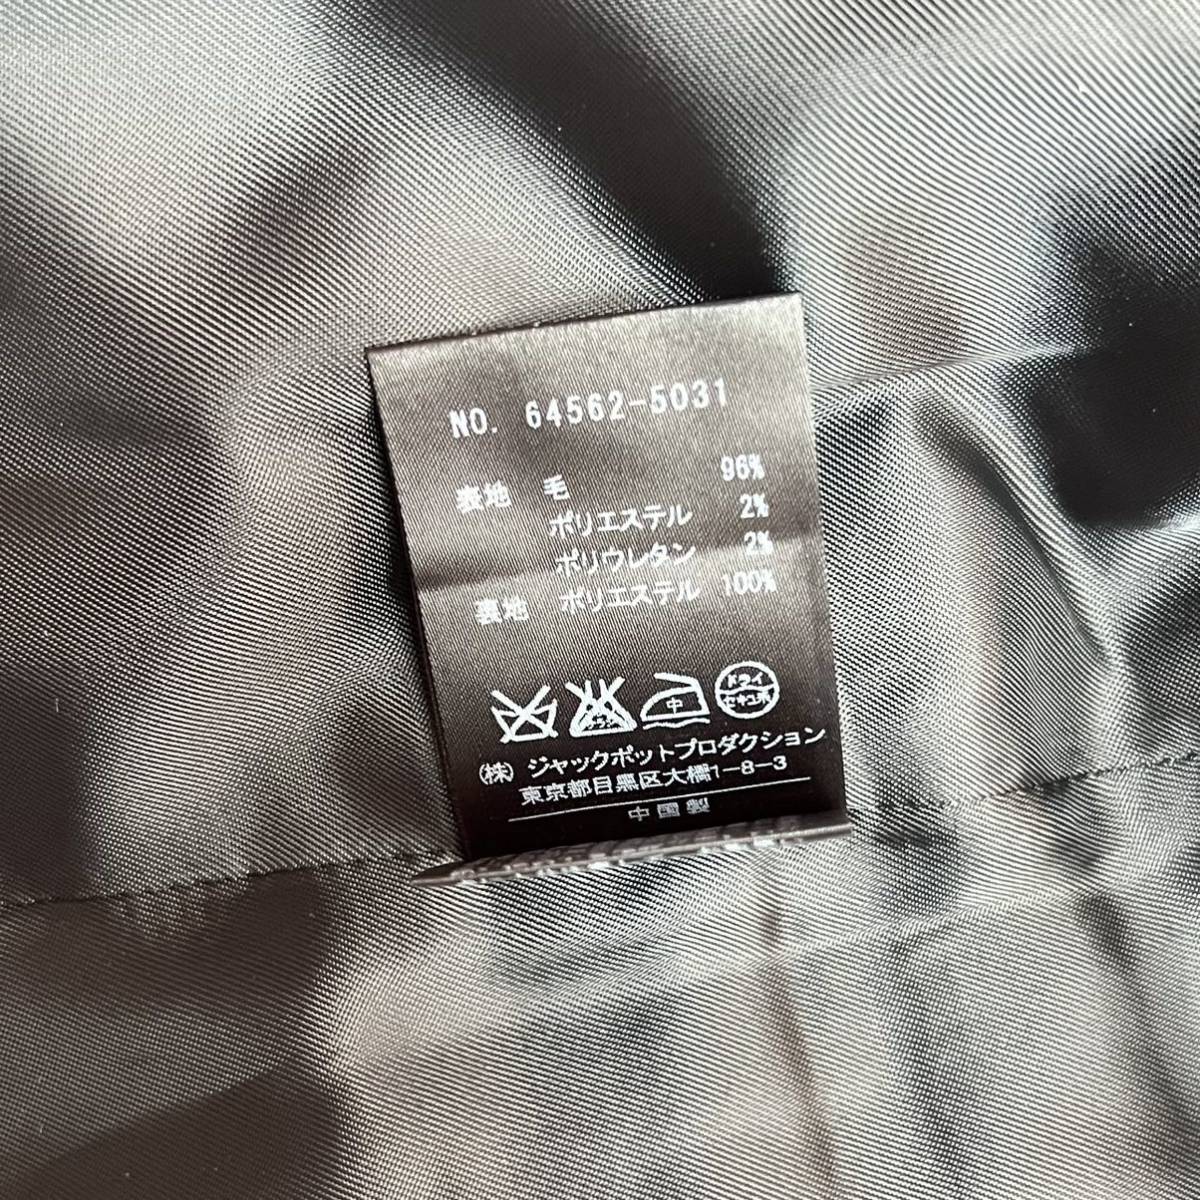 NO. 64562-5031
表地 毛 96%
ポリエステル 2%
ポリウレタン 2%
表地 ポリエステル 100%
中
ドライ
セキユ系
(株) ジャックポットプロダクション
東京都目黒区大橋1-8-3
中国製